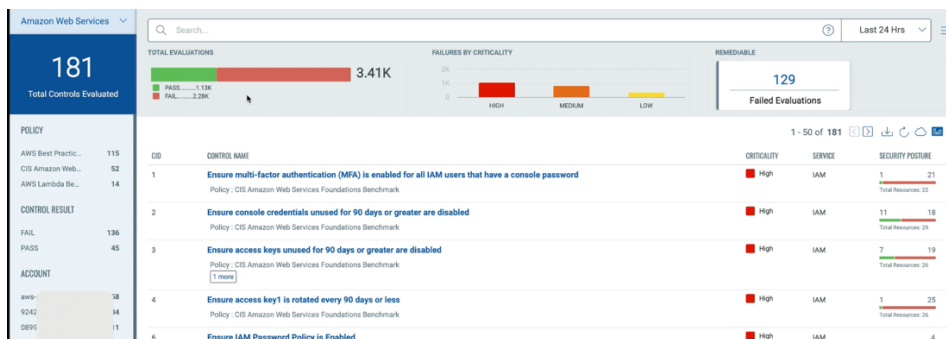 Amazon Web Services
181
Total Controls Evaluated
POLICY
AWS Best Practic... 115
CIS Amazon Web... 52
AWS Lambda Be... 14
CONTROL RESULT
FAIL 136
PASS 45
ACCOUNT
aws-
9242
0899
Search...
Last 24 Hrs
TOTAL EVALUATIONS
3.41K
PASS.........1.13K
FAIL.........2.28K
FAILURES BY CRITICALITY
2K
1K
0
HIGH MEDIUM LOW
REMEDIABLE
129
Failed Evaluations
1 - 50 of 181
CID CONTROL NAME CRITICALITY SERVICE SECURITY POSTURE
1 Ensure multi-factor authentication (MFA) is enabled for all IAM users that have a console password High IAM 1 21
Policy : CIS Amazon Web Services Foundations Benchmark Total Resources: 22
2 Ensure console credentials unused for 90 days or greater are disabled High IAM 11 18
Policy : CIS Amazon Web Services Foundations Benchmark Total Resources: 29
3 Ensure access keys unused for 90 days or greater are disabled High IAM 7 19
Policy : CIS Amazon Web Services Foundations Benchmark Total Resources: 26
1 more
4 Ensure access key1 is rotated every 90 days or less High IAM 1 25
Policy : CIS Amazon Web Services Foundations Benchmark Total Resources: 26
Ensure IAM Password Policy is Enabled High IAM